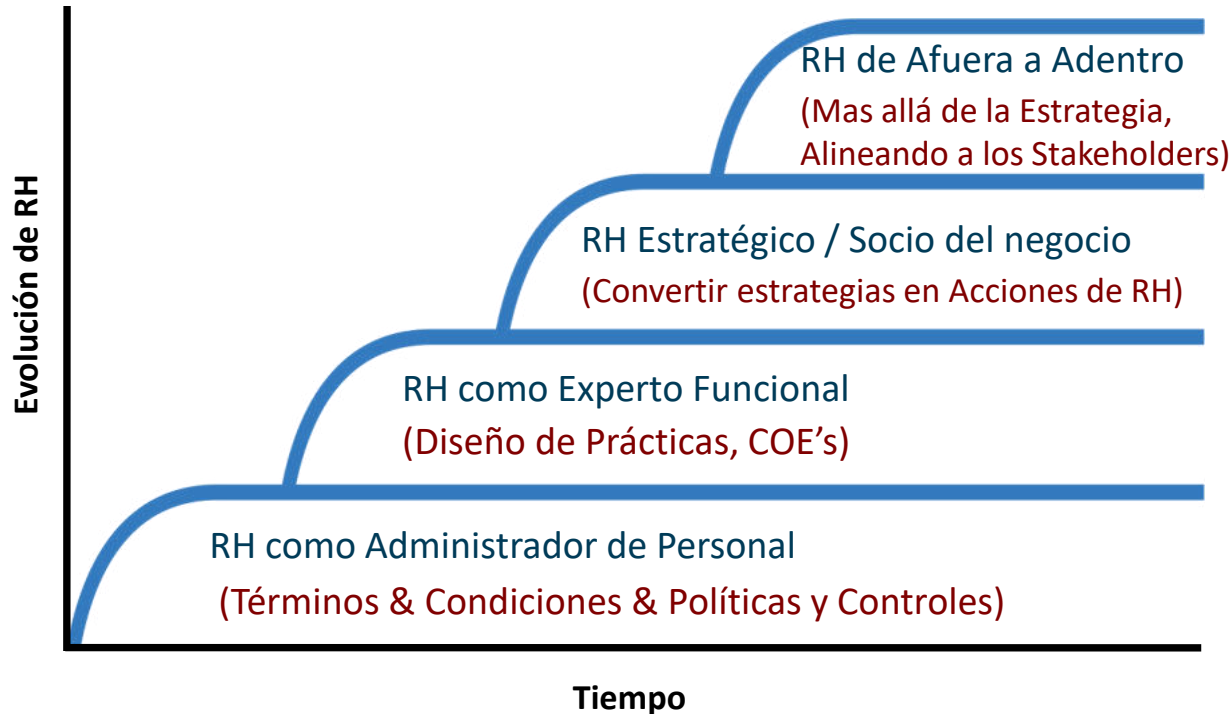 RH de Afuera a Adentro
(Mas allá de la Estrategia,
Alineando a los Stakeholders)
RH Estratégico / Socio del negocio
(Convertir estrategias en Acciones de RH)
RH como Experto Funcional
(Diseño de Prácticas, COE’s)
RH como Administrador de Personal
(Términos & Condiciones & Políticas y Controles)
Evolución de RH
Tiempo